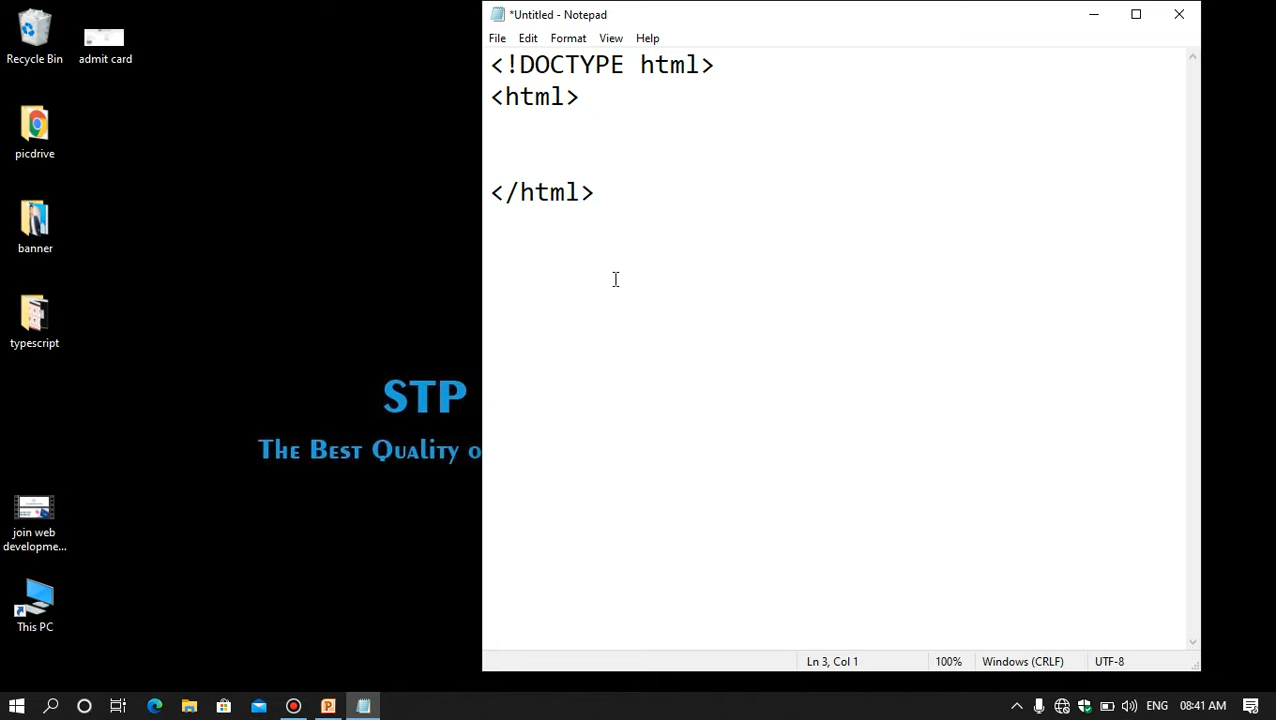 Recycle Bin
admit card
picdrive
banner
typescript
join web
developme...
This PC
STP
The Best Quality o
*Untitled - Notepad
File Edit Format View Help
<!DOCTYPE html>
<html>
</html>
Ln 3, Col 1 100% Windows (CRLF) UTF-8
ENG 08:41 AM